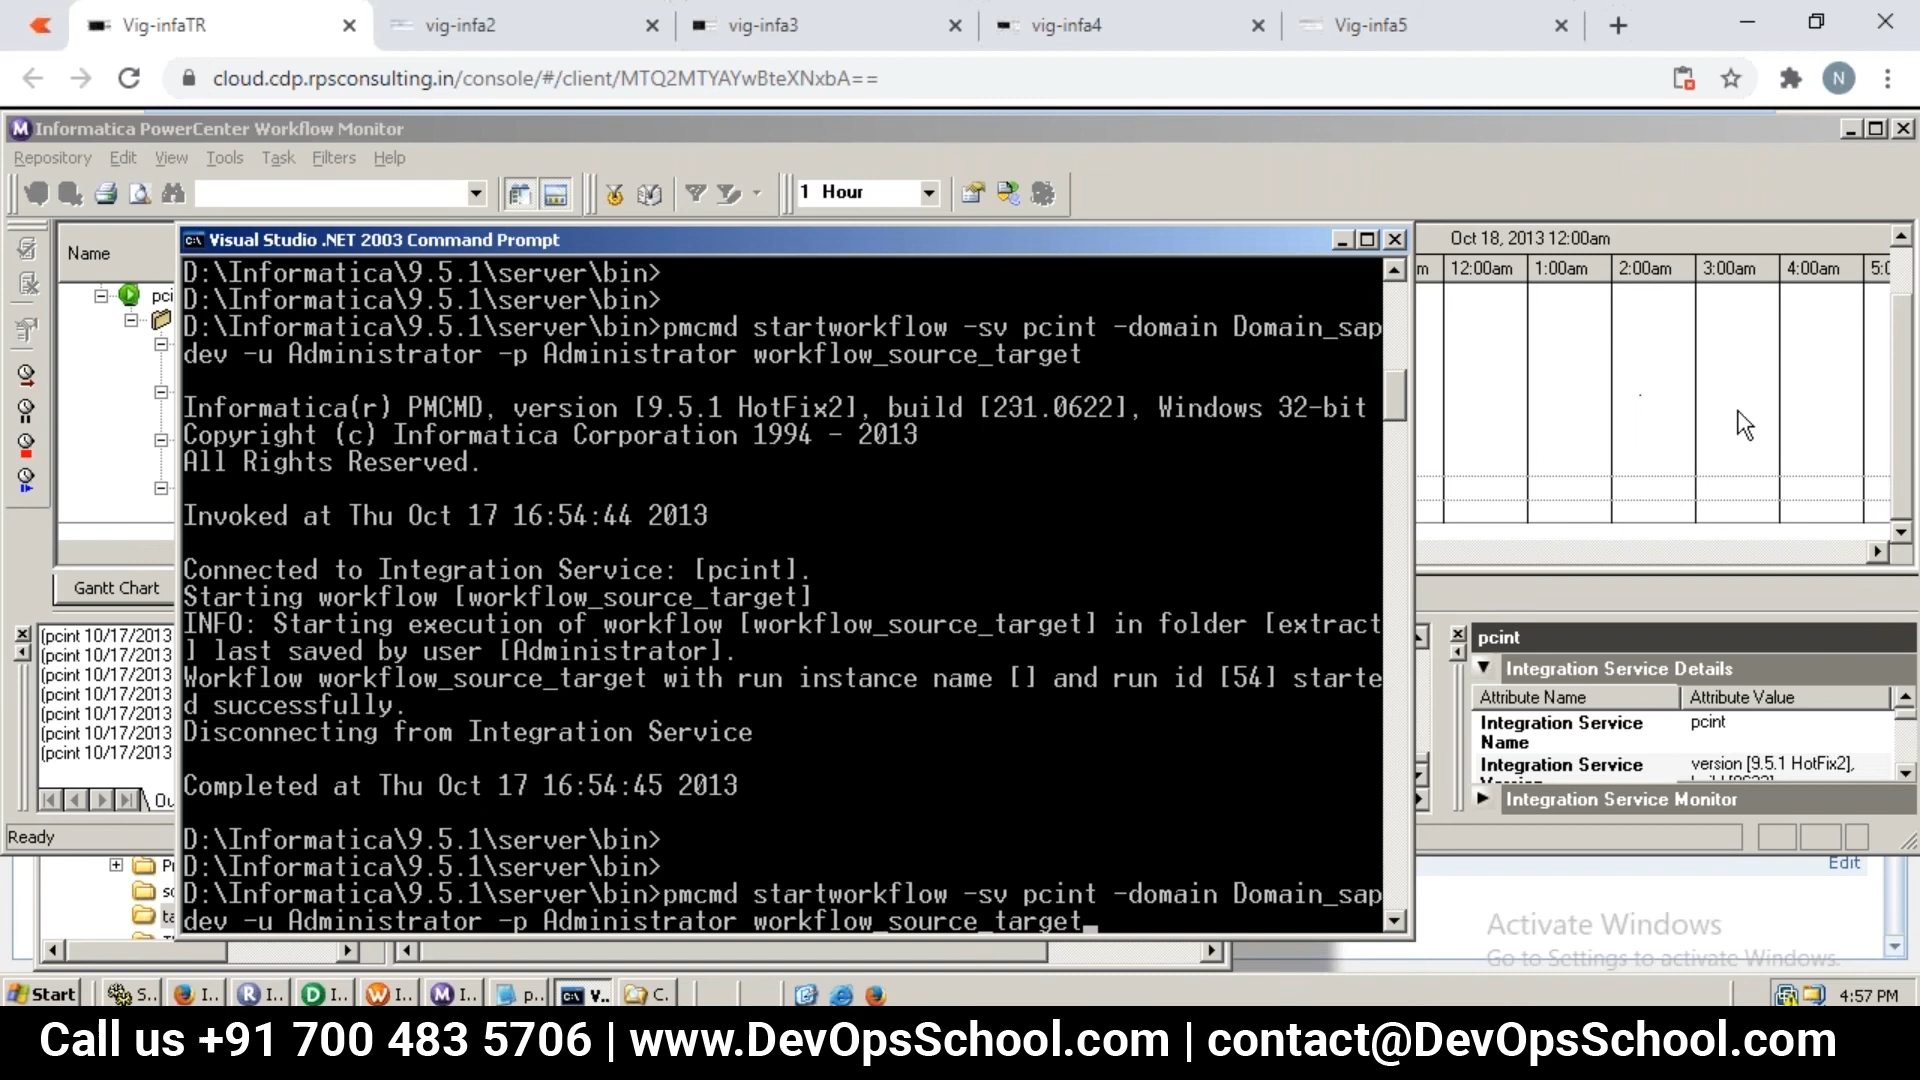 Vig-infaTR
vig-infa2
vig-infa3
vig-infa4
Vig-infa5
cloud.cdp.rpsconsulting.in/console/#/client/MTQ2MTYAYwBteXNxbA==
N
Informatica PowerCenter Workflow Monitor
Repository Edit View Tools Task Filters Help
1 Hour
Visual Studio .NET 2003 Command Prompt
Oct 18, 2013 12:00am
Name
12:00am 1:00am 2:00am 3:00am 4:00am
D:\Informatica\9.5.1\server\bin>
D:\Informatica\9.5.1\server\bin>
D:\Informatica\9.5.1\server\bin>pmcmd startworkflow -sv pcint -domain Domain_sap
dev -u Administrator -p Administrator workflow_source_target
Informatica(r) PMCMD, version [9.5.1 HotFix2], build [231.0622], Windows 32-bit
Copyright (c) Informatica Corporation 1994 - 2013
All Rights Reserved.
Invoked at Thu Oct 17 16:54:44 2013
Connected to Integration Service: [pcint].
Starting workflow [workflow_source_target]
INFO: Starting execution of workflow [workflow_source_target] in folder [extract
] last saved by user [Administrator].
Workflow workflow_source_target with run instance name [] and run id [54] starte
d successfully.
Disconnecting from Integration Service
Completed at Thu Oct 17 16:54:45 2013
D:\Informatica\9.5.1\server\bin>
D:\Informatica\9.5.1\server\bin>
D:\Informatica\9.5.1\server\bin>pmcmd startworkflow -sv pcint -domain Domain_sap
dev -u Administrator -p Administrator workflow_source_target
Gantt Chart
(pcint 10/17/2013
(pcint 10/17/2013
(pcint 10/17/2013
(pcint 10/17/2013
(pcint 10/17/2013
(pcint 10/17/2013
(pcint 10/17/2013
Ready
pcint
Integration Service Details
Attribute Name Attribute Value
Integration Service Name pcint
Integration Service version [9.5.1 HotFix2],
Integration Service Monitor
Edit
Activate Windows
Go to Settings to activate Windows.
Start
S.. I.. I.. I.. I.. I.. p.. V.. C.
4:57 PM
Call us +91 700 483 5706 | www.DevOpsSchool.com | contact@DevOpsSchool.com